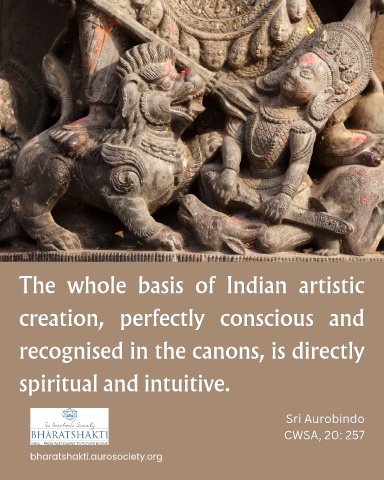 The whole basis of Indian artistic
creation, perfectly conscious and
recognised in the canons, is directly
spiritual and intuitive.
Sri Aurobindo
CWSA, 20: 257
Sri Aurobindo Society
BHARATSHAKTI
bharatshakti.aurosociety.org